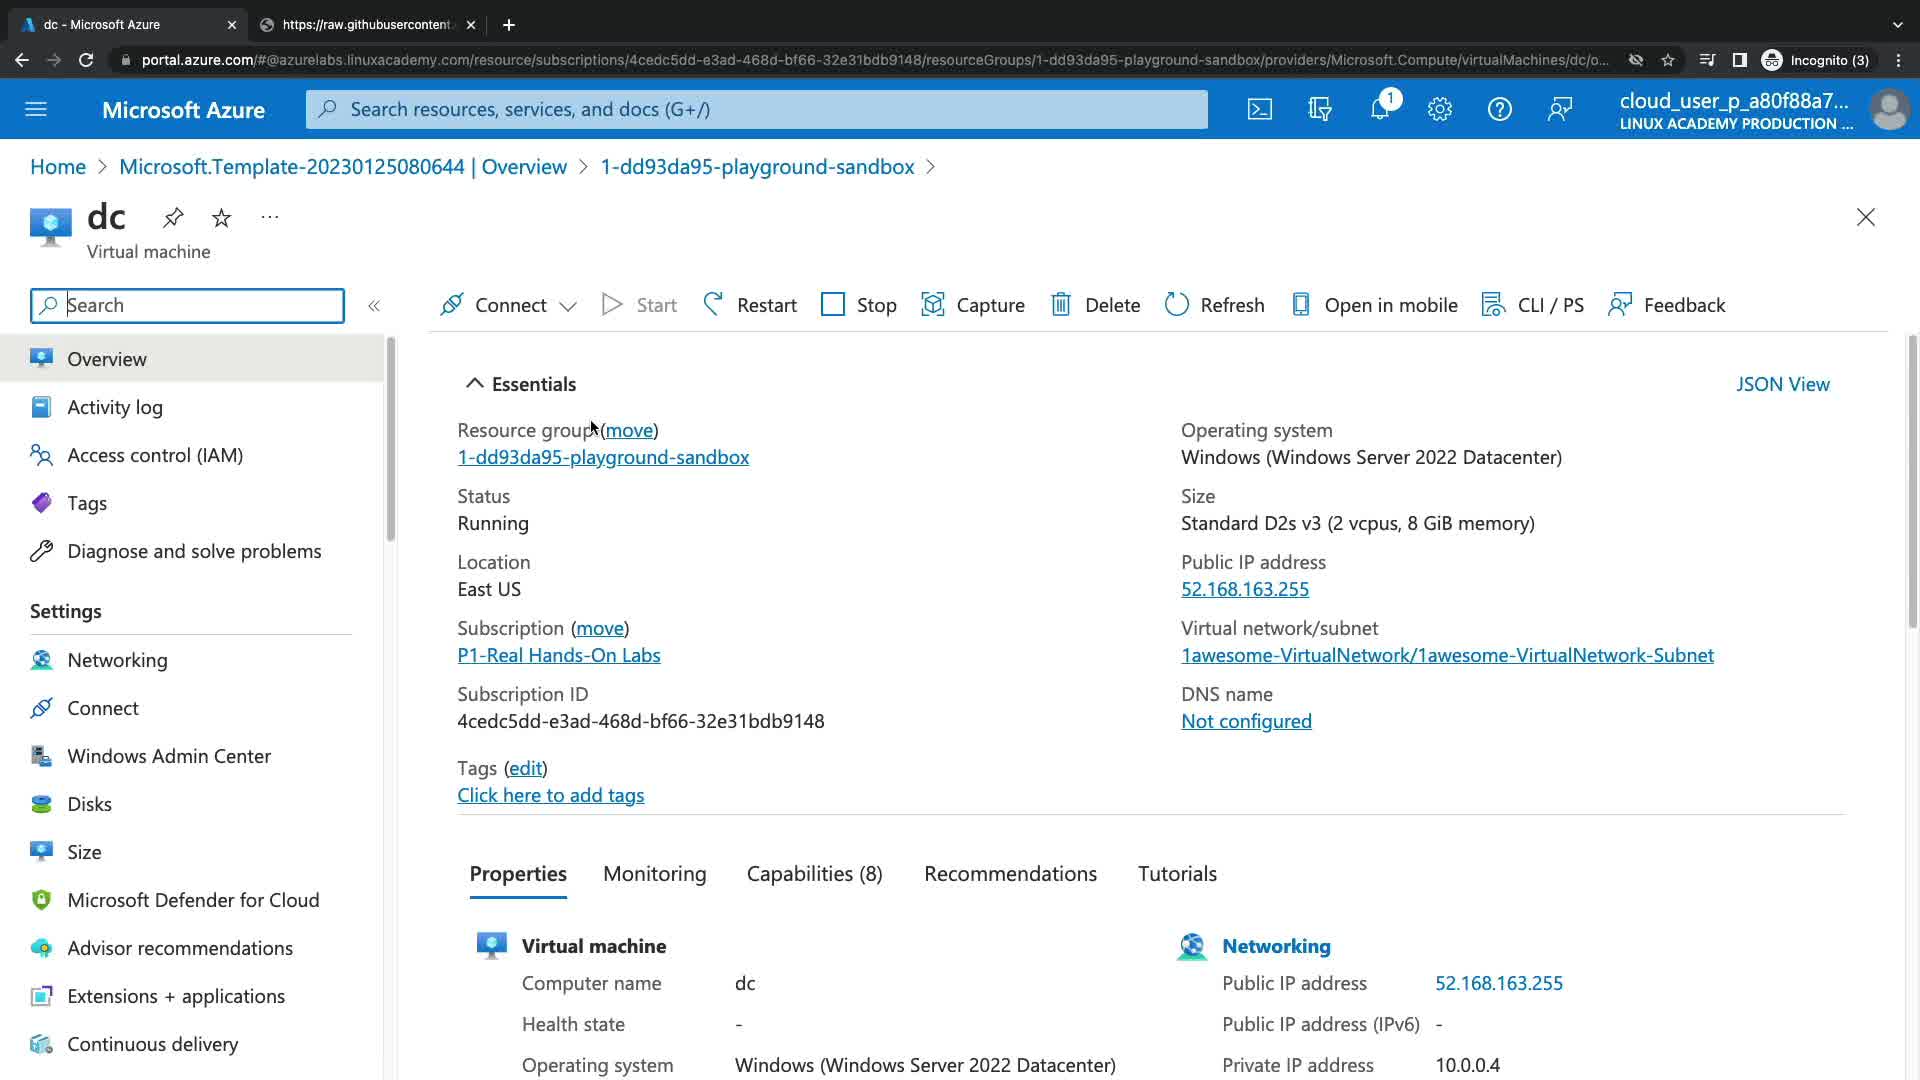 dc - Microsoft Azure
https://raw.githubusercontent.
portal.azure.com/#@azurelabs.linuxacademy.com/resource/subscriptions/4cedc5dd-e3ad-468d-bf66-32e31bdb9148/resourceGroups/1-dd93da95-playground-sandbox/providers/Microsoft.Compute/virtualMachines/dc/o...
Incognito (3)
Microsoft Azure
Search resources, services, and docs (G+/)
1
cloud_user_p_a80f88a7...
LINUX ACADEMY PRODUCTION ...
Home > Microsoft.Template-20230125080644 | Overview > 1-dd93da95-playground-sandbox >
dc
Virtual machine
Search
Connect
Start
Restart
Stop
Capture
Delete
Refresh
Open in mobile
CLI / PS
Feedback
Overview
Activity log
Access control (IAM)
Tags
Diagnose and solve problems
Settings
Networking
Connect
Windows Admin Center
Disks
Size
Microsoft Defender for Cloud
Advisor recommendations
Extensions + applications
Continuous delivery
Essentials
JSON View
Resource group (move)
1-dd93da95-playground-sandbox
Status
Running
Location
East US
Subscription (move)
P1-Real Hands-On Labs
Subscription ID
4cedc5dd-e3ad-468d-bf66-32e31bdb9148
Tags (edit)
Click here to add tags
Operating system
Windows (Windows Server 2022 Datacenter)
Size
Standard D2s v3 (2 vcpus, 8 GiB memory)
Public IP address
52.168.163.255
Virtual network/subnet
1awesome-VirtualNetwork/1awesome-VirtualNetwork-Subnet
DNS name
Not configured
Properties
Monitoring
Capabilities (8)
Recommendations
Tutorials
Virtual machine
Computer name dc
Health state -
Operating system Windows (Windows Server 2022 Datacenter)
Networking
Public IP address 52.168.163.255
Public IP address (IPv6) -
Private IP address 10.0.0.4